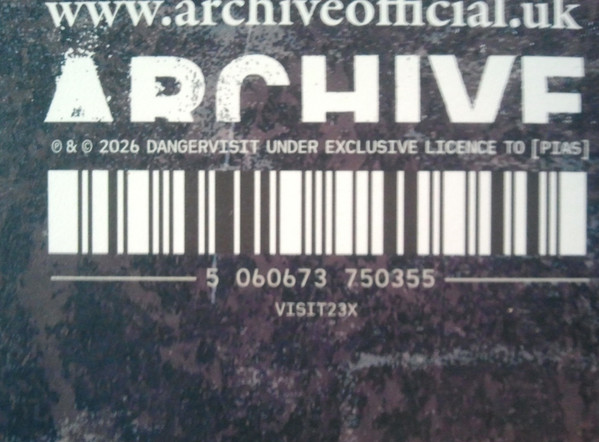 www.archiveofficial.uk
ARCHIVE
℗ & © 2026 DANGERVISIT UNDER EXCLUSIVE LICENCE TO [PIAS]
5 060673 750355
VISIT23X